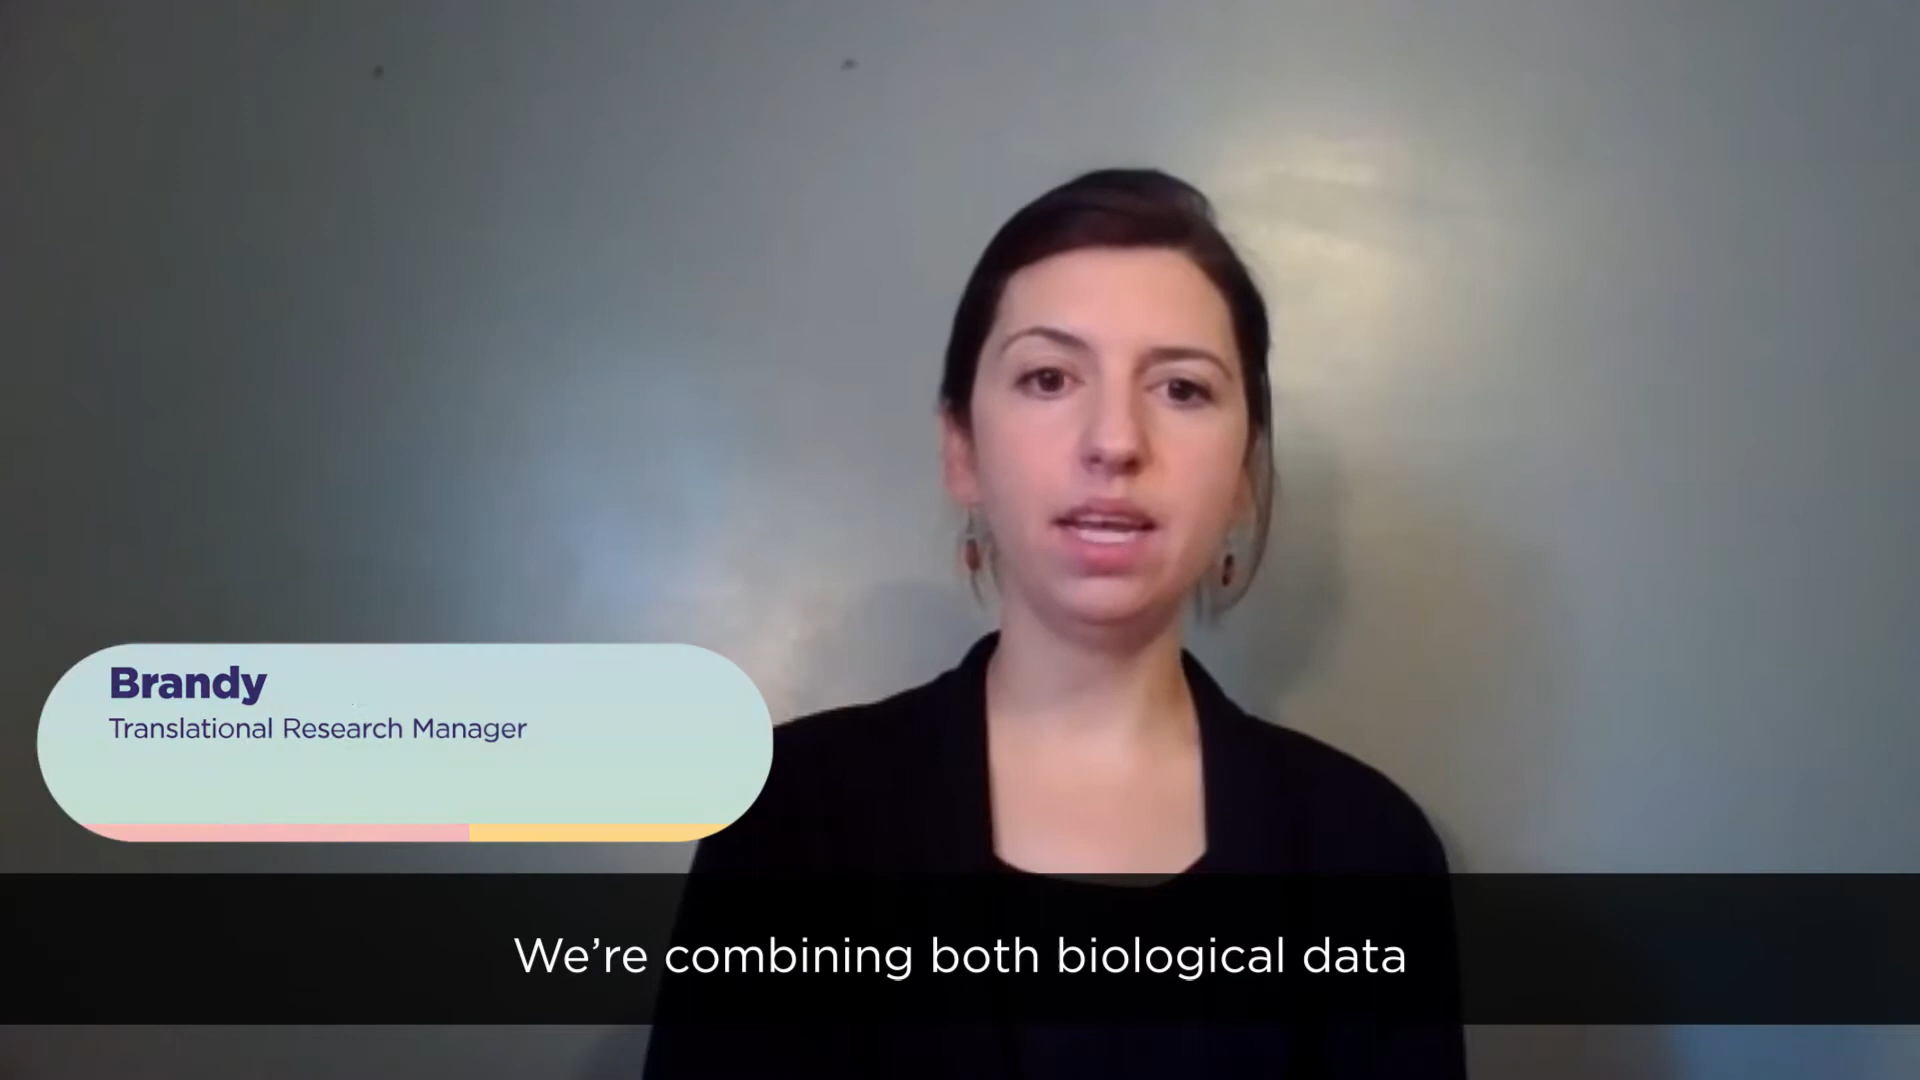 Brandy
Translational Research Manager
We’re combining both biological data